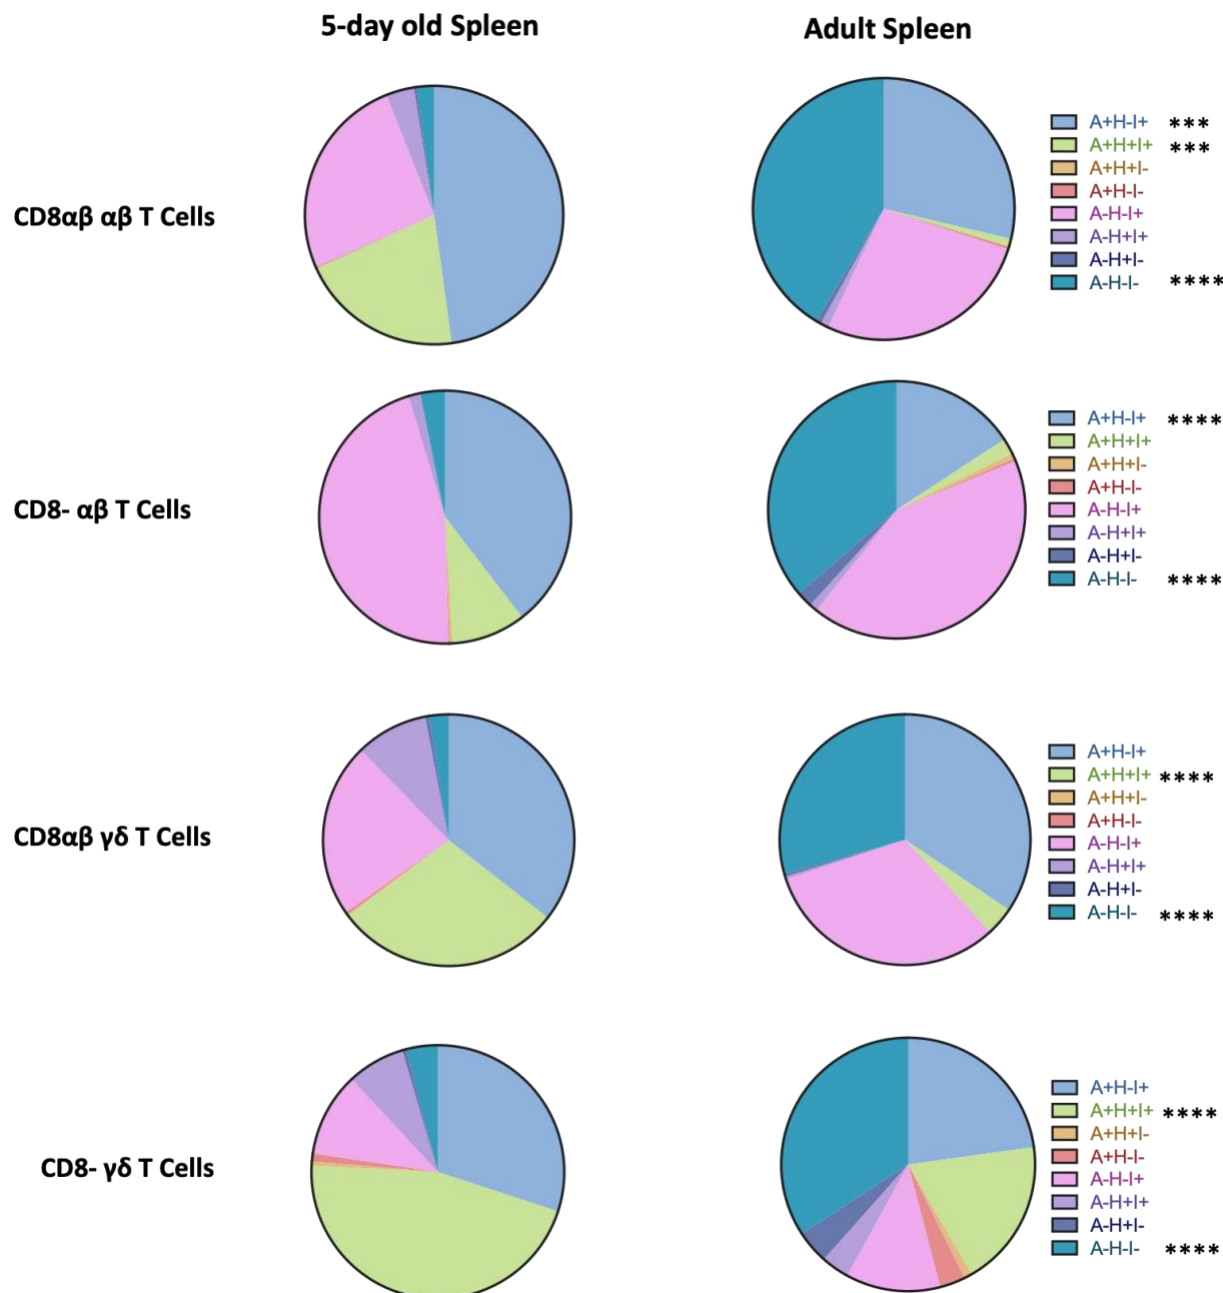 5-day old Spleen
Adult Spleen
CD8αβ αβ T Cells
A+H-I+ ***
A+H+I+ ***
A+H+I-
A+H-I-
A-H-I+
A-H+I+
A-H+I-
A-H-I- ****
CD8- αβ T Cells
A+H-I+ ****
A+H+I+
A+H+I-
A+H-I-
A-H-I+
A-H+I+
A-H+I-
A-H-I- ****
CD8αβ γδ T Cells
A+H-I+
A+H+I+ ****
A+H+I-
A+H-I-
A-H-I+
A-H+I+
A-H+I-
A-H-I- ****
CD8- γδ T Cells
A+H-I+
A+H+I+ ****
A+H+I-
A+H-I-
A-H-I+
A-H+I+
A-H+I-
A-H-I- ****